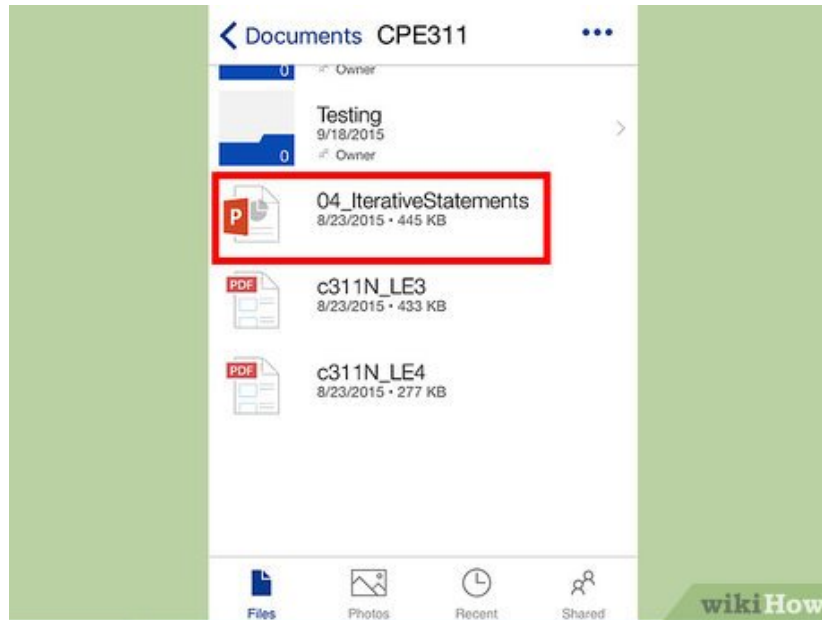 Documents CPE311
0 Owner
Testing
9/18/2015
0 Owner
P 04_IterativeStatements
8/23/2015 • 445 KB
PDF c311N_LE3
8/23/2015 • 433 KB
PDF c311N_LE4
8/23/2015 • 277 KB
Files Photos Recent Shared
wikiHow